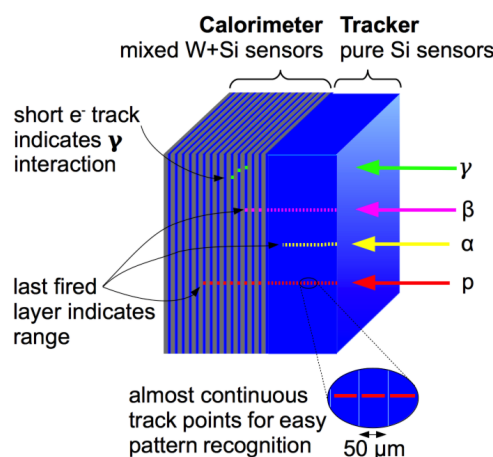 Calorimeter Tracker
mixed W+Si sensors pure Si sensors
short e⁻ track
indicates γ
interaction
γ
β
α
p
last fired
layer indicates
range
almost continuous
track points for easy
pattern recognition
50 μm